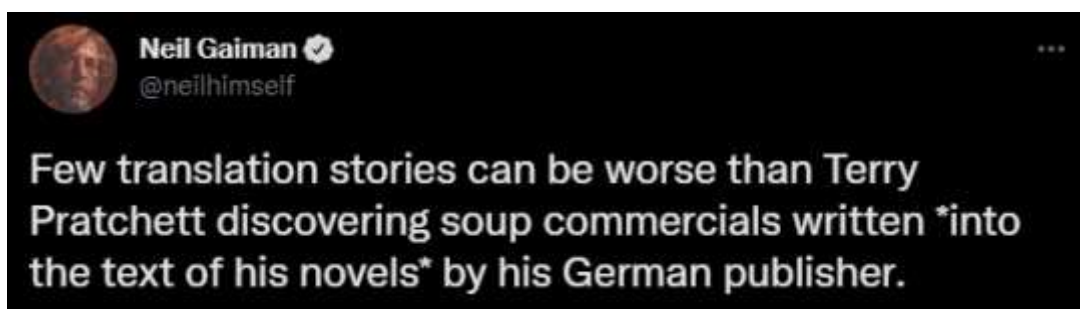 Neil Gaiman
@neilhimself
Few translation stories can be worse than Terry
Pratchett discovering soup commercials written *into
the text of his novels* by his German publisher.